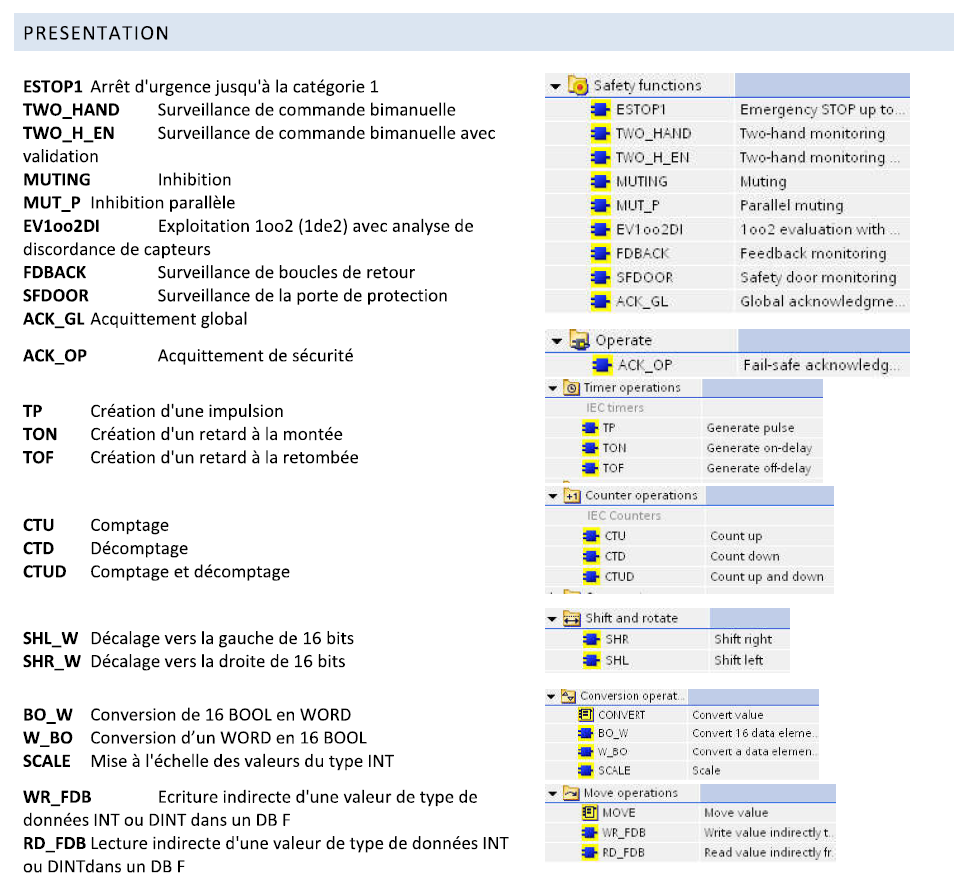 PRESENTATION
ESTOP1 Arrêt d'urgence jusqu'à la catégorie 1
TWO_HAND Surveillance de commande bimanuelle
TWO_H_EN Surveillance de commande bimanuelle avec
validation
MUTING Inhibition
MUT_P Inhibition parallèle
EV1oo2DI Exploitation 1oo2 (1de2) avec analyse de
discordance de capteurs
FDBACK Surveillance de boucles de retour
SFDOOR Surveillance de la porte de protection
ACK_GL Acquittement global
ACK_OP Acquittement de sécurité
TP Création d'une impulsion
TON Création d'un retard à la montée
TOF Création d'un retard à la retombée
CTU Comptage
CTD Décomptage
CTUD Comptage et décomptage
SHL_W Décalage vers la gauche de 16 bits
SHR_W Décalage vers la droite de 16 bits
BO_W Conversion de 16 BOOL en WORD
W_BO Conversion d'un WORD en 16 BOOL
SCALE Mise à l'échelle des valeurs du type INT
WR_FDB Ecriture indirecte d'une valeur de type de
données INT ou DINT dans un DB F
RD_FDB Lecture indirecte d'une valeur de type de données INT
ou DINTdans un DB F
Safety functions
ESTOP1 Emergency STOP up to...
TWO_HAND Two-hand monitoring
TWO_H_EN Two-hand monitoring ...
MUTING Muting
MUT_P Parallel muting
EV1oo2DI 1oo2 evaluation with ...
FDBACK Feedback monitoring
SFDOOR Safety door monitoring
ACK_GL Global acknowledgme...
Operate
ACK_OP Fail-safe acknowledg...
Timer operations
IEC timers
TP Generate pulse
TON Generate on-delay
TOF Generate off-delay
Counter operations
IEC Counters
CTU Count up
CTD Count down
CTUD Count up and down
Shift and rotate
SHR Shift right
SHL Shift left
Conversion operat...
CONVERT Convert value
BO_W Convert 16 data eleme..
W_BO Convert a data elemen..
SCALE Scale
Move operations
MOVE Move value
WR_FDB Write value indirectly t..
RD_FDB Read value indirectly fr.